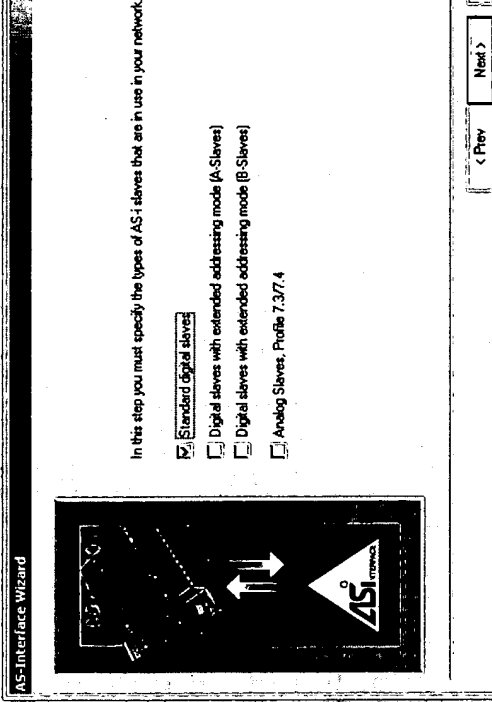 AS-Interface Wizard
In this step you must specify the types of AS-i slaves that are in use in your network.
Standard digital slaves
Digital slaves with extended addressing mode (A-Slaves)
Digital slaves with extended addressing mode (B-Slaves)
Analog Slaves, Profile 7.3/7.4
ASi
INTERFACE
< Prev
Next >